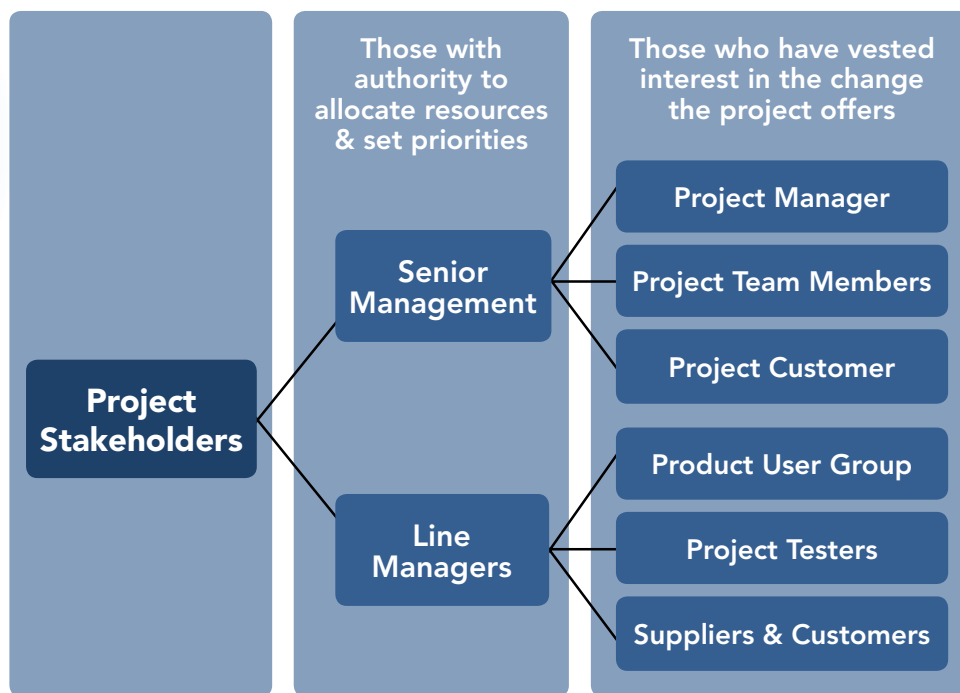 Those with
authority to
allocate resources
& set priorities
Those who have vested
interest in the change
the project offers
Project
Stakeholders
Senior
Management
Line
Managers
Project Manager
Project Team Members
Project Customer
Product User Group
Project Testers
Suppliers & Customers